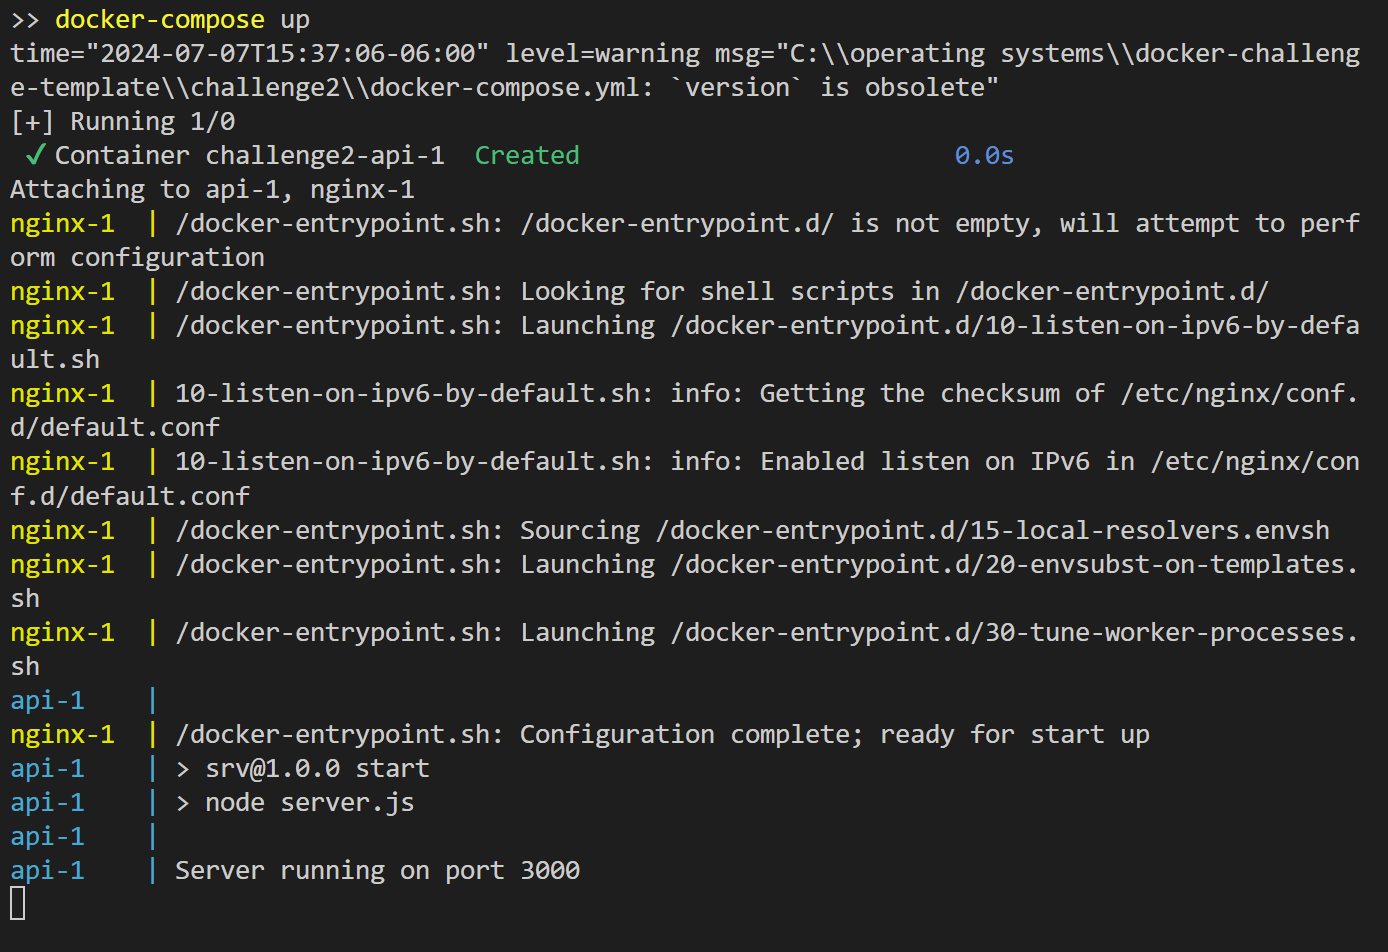 >> docker-compose up
time="2024-07-07T15:37:06-06:00" level=warning msg="C:\\operating systems\\docker-challeng
e-template\\challenge2\\docker-compose.yml: `version` is obsolete"
[+] Running 1/0
 ✓ Container challenge2-api-1  Created                         0.0s
Attaching to api-1, nginx-1
nginx-1  | /docker-entrypoint.sh: /docker-entrypoint.d/ is not empty, will attempt to perf
orm configuration
nginx-1  | /docker-entrypoint.sh: Looking for shell scripts in /docker-entrypoint.d/
nginx-1  | /docker-entrypoint.sh: Launching /docker-entrypoint.d/10-listen-on-ipv6-by-defa
ult.sh
nginx-1  | 10-listen-on-ipv6-by-default.sh: info: Getting the checksum of /etc/nginx/conf.
d/default.conf
nginx-1  | 10-listen-on-ipv6-by-default.sh: info: Enabled listen on IPv6 in /etc/nginx/con
f.d/default.conf
nginx-1  | /docker-entrypoint.sh: Sourcing /docker-entrypoint.d/15-local-resolvers.envsh
nginx-1  | /docker-entrypoint.sh: Launching /docker-entrypoint.d/20-envsubst-on-templates.
sh
nginx-1  | /docker-entrypoint.sh: Launching /docker-entrypoint.d/30-tune-worker-processes.
sh
api-1    |
nginx-1  | /docker-entrypoint.sh: Configuration complete; ready for start up
api-1    | > srv@1.0.0 start
api-1    | > node server.js
api-1    |
api-1    | Server running on port 3000